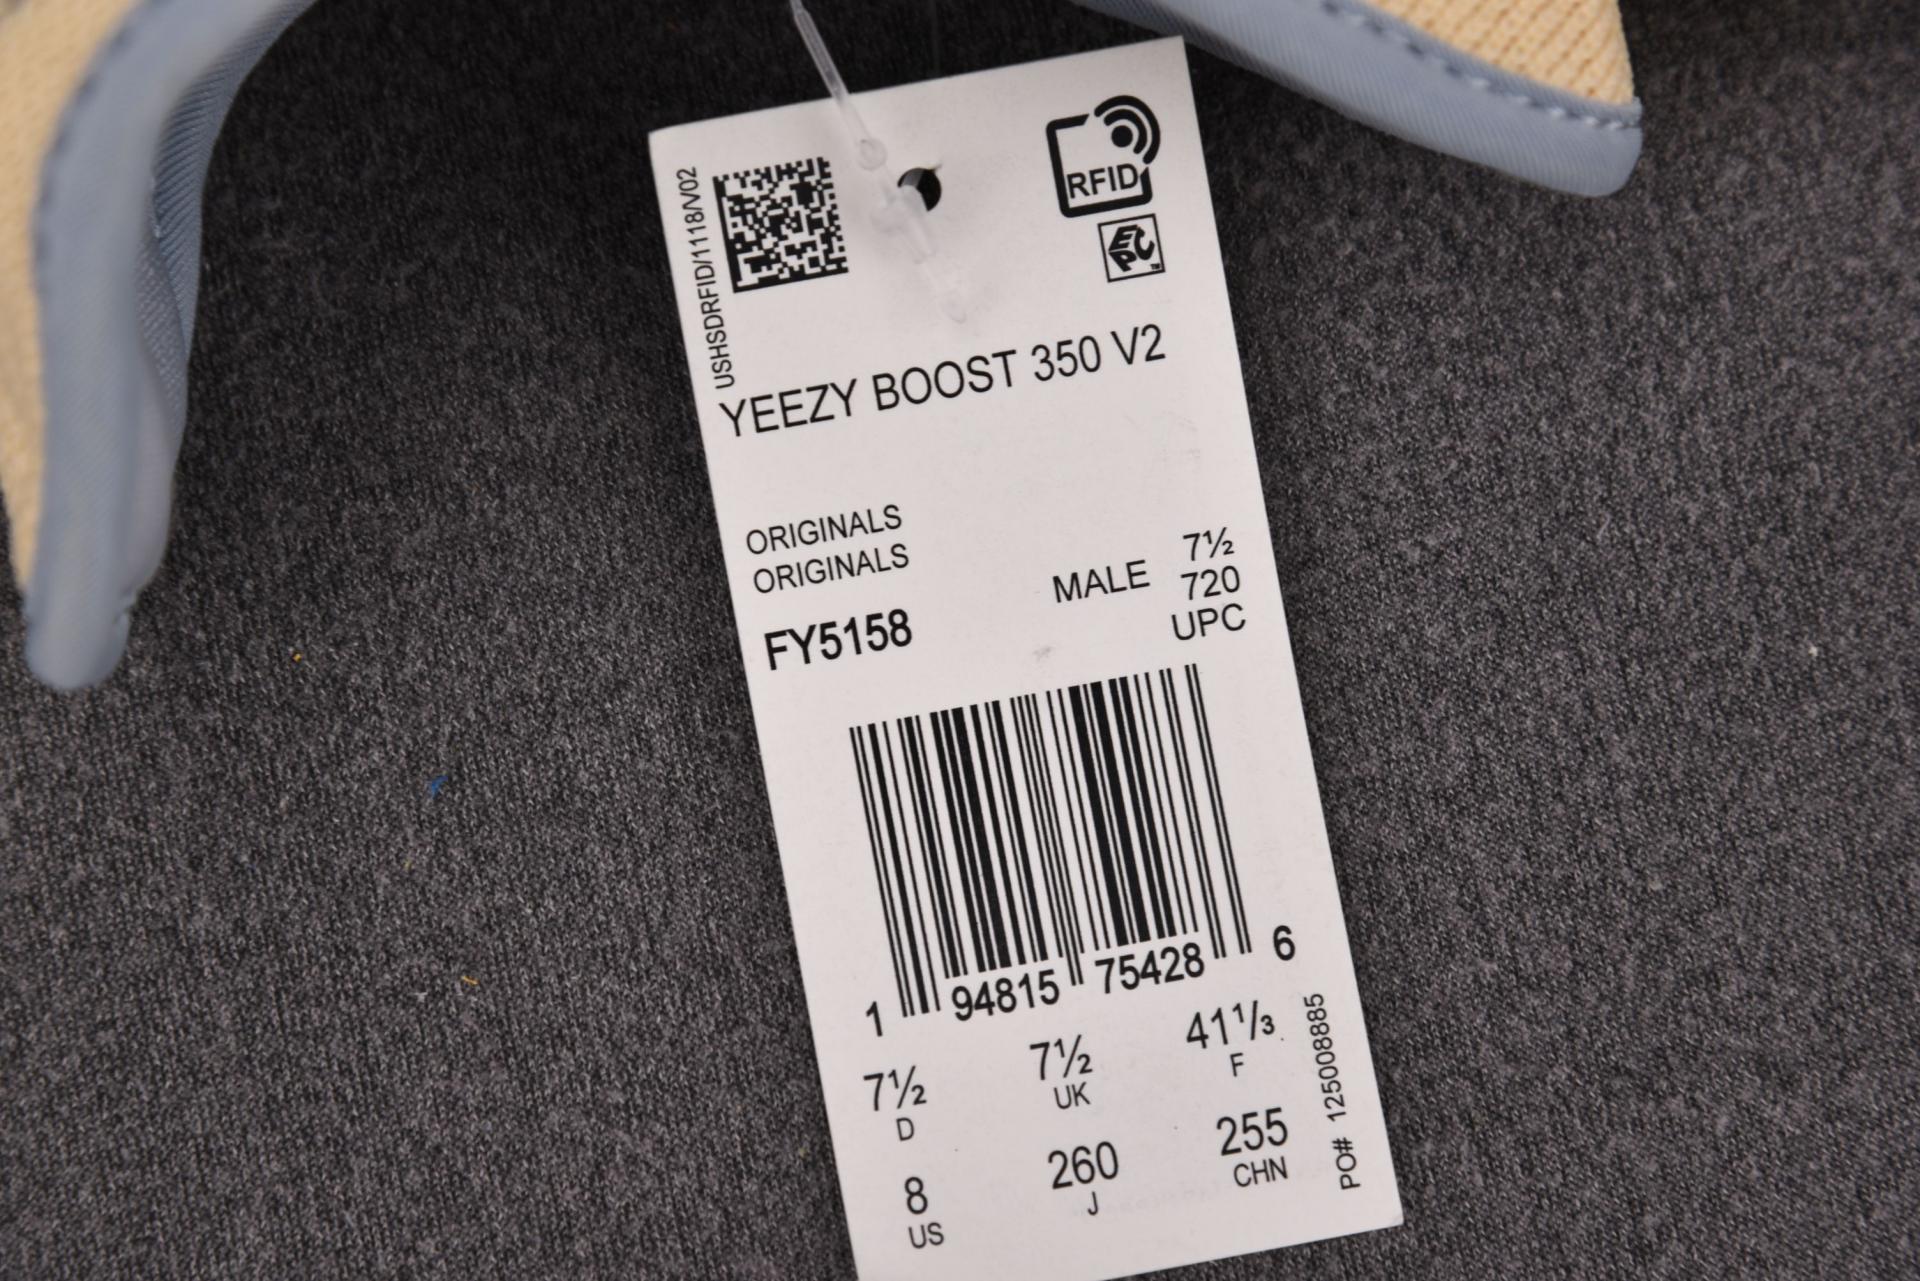 USHSDRFID/1118/V02
RFID
EPC™
YEEZY BOOST 350 V2
ORIGINALS
ORIGINALS
FY5158
MALE
7½
720
UPC
1 94815 75428 6
7½ 7½ 41⅓
D UK F
8 260 255
US J CHN
PO# 125008885